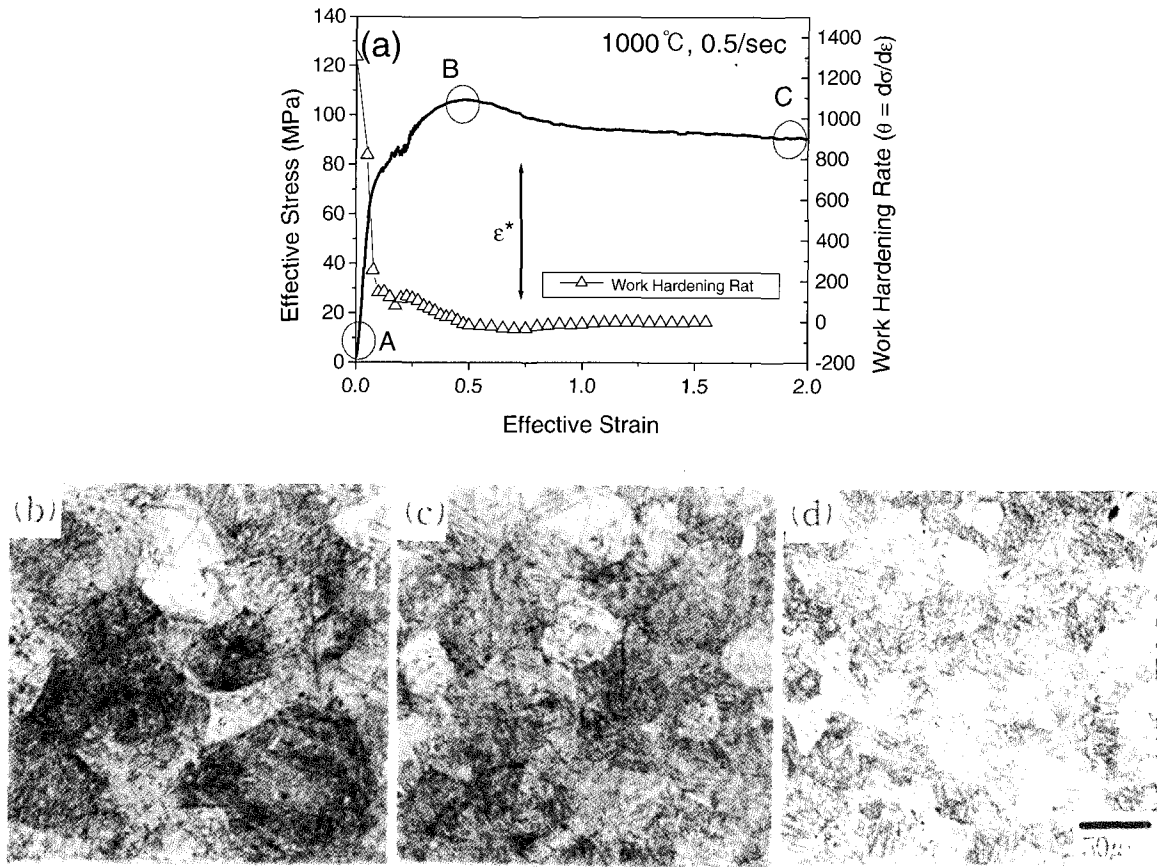 (a)
1000℃, 0.5/sec
A
B
C
ε*
Work Hardening Rat
Effective Stress (MPa)
0
20
40
60
80
100
120
140
Work Hardening Rate (θ = dσ/dε)
-200
0
200
400
600
800
1000
1200
1400
0.0
0.5
1.0
1.5
2.0
Effective Strain
(b)
(c)
(d)